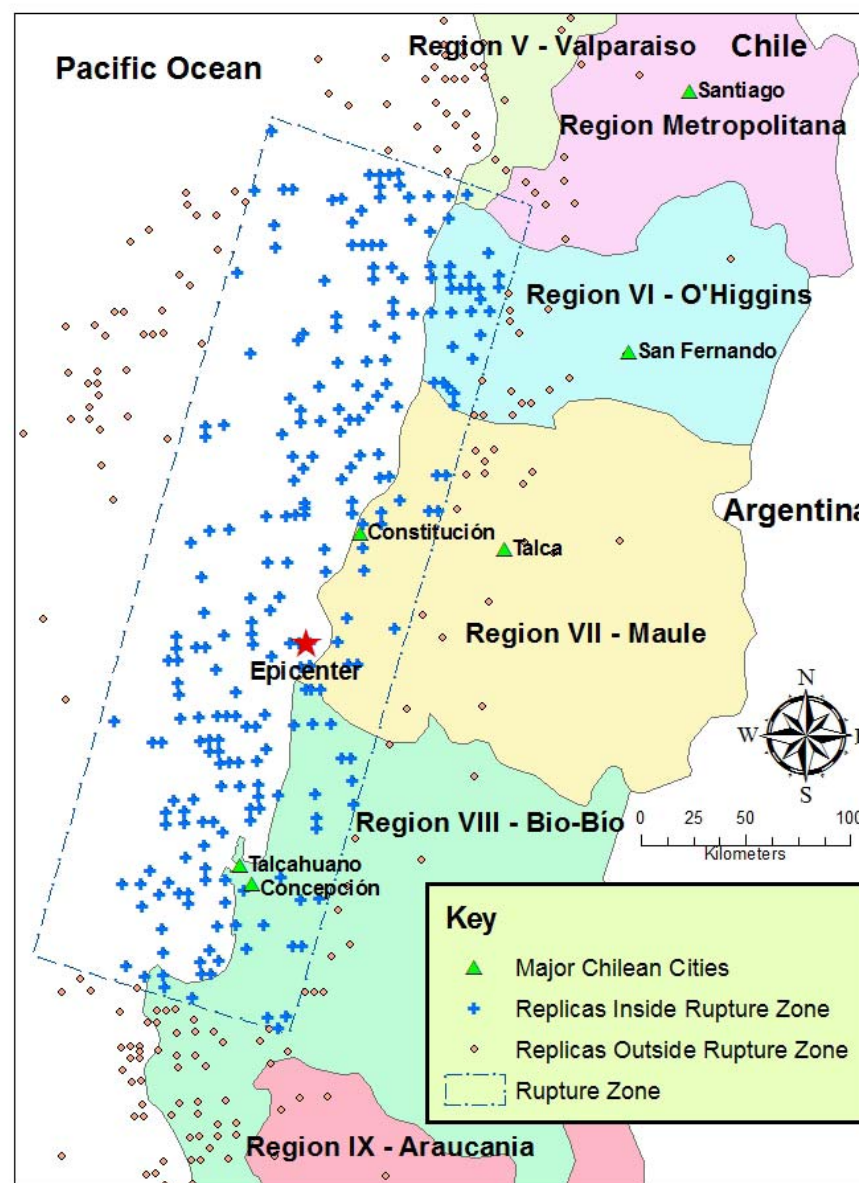 Region V - Valparaiso
Chile
Pacific Ocean
Santiago
Region Metropolitana
Region VI - O'Higgins
San Fernando
Argentina
Constitución
Talca
Region VII - Maule
Epicenter
N
W
E
S
Region VIII - Bio-Bío
0 25 50 100
Kilometers
Talcahuano
Concepción
Key
Major Chilean Cities
Replicas Inside Rupture Zone
Replicas Outside Rupture Zone
Rupture Zone
Region IX - Araucania